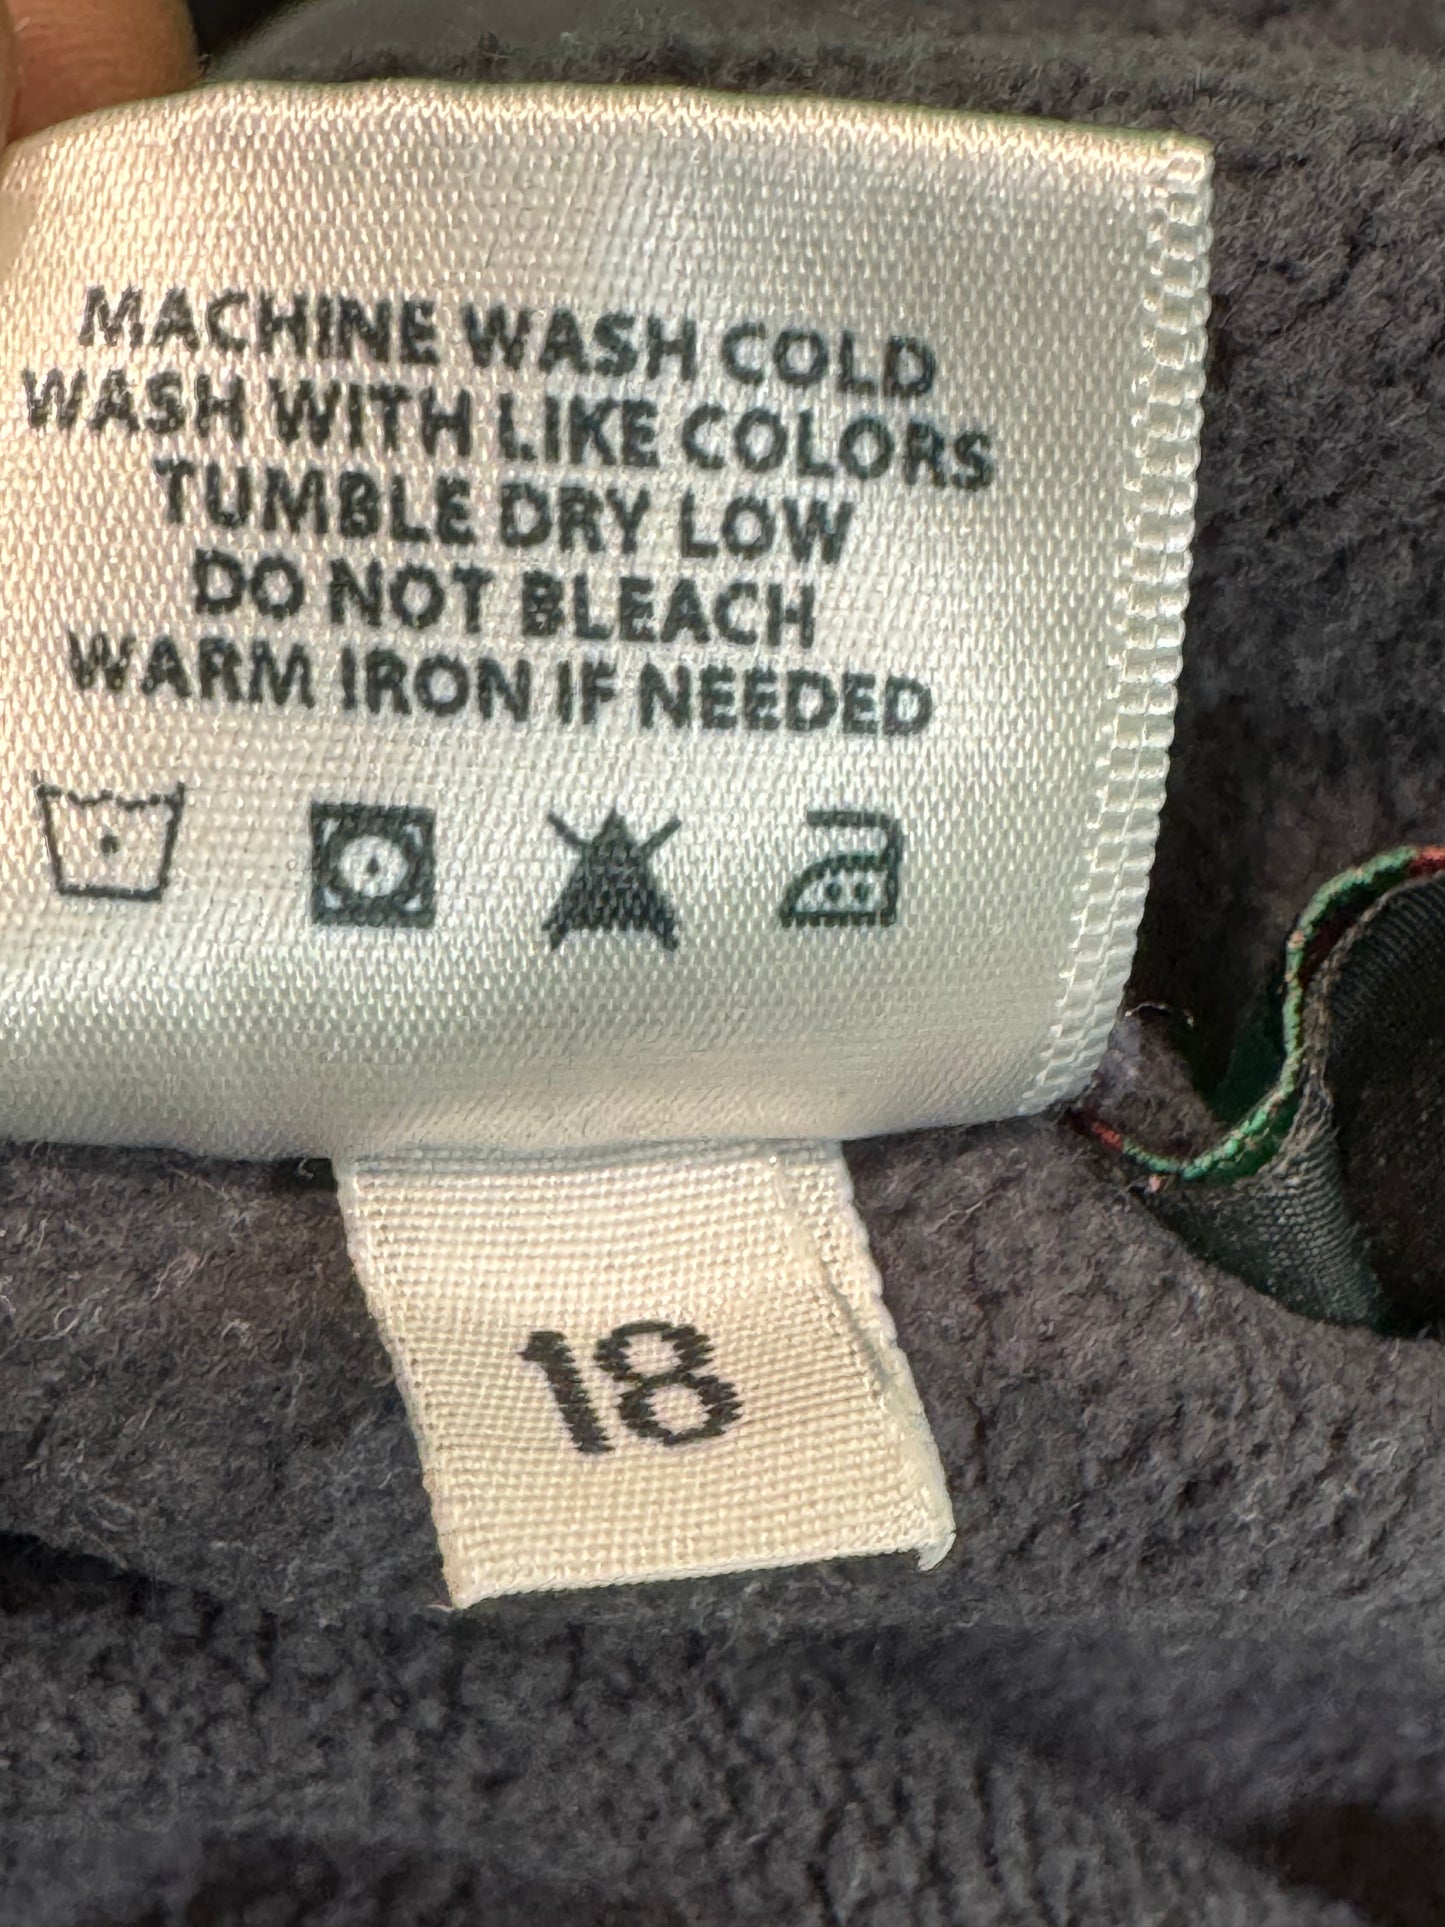 MACHINE WASH COLD
WASH WITH LIKE COLORS
TUMBLE DRY LOW
DO NOT BLEACH
WARM IRON IF NEEDED
18